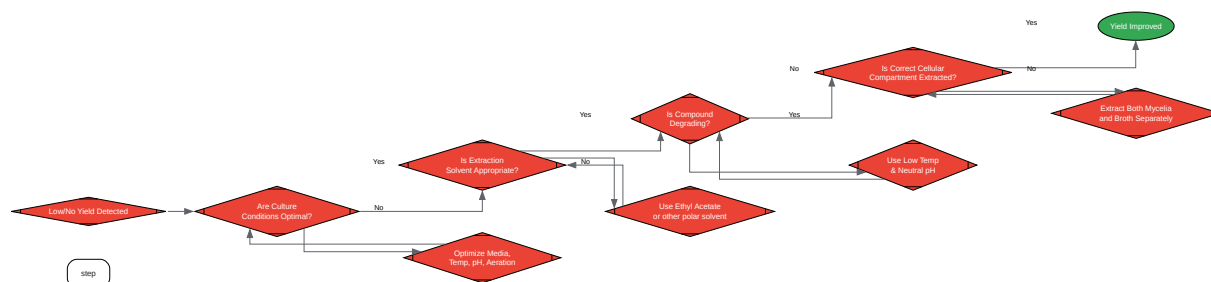 Yes
Yield Improved
Is Correct Cellular
Compartment Extracted?
No
No
Extract Both Mycelia
and Broth Separately
Yes
Is Compound
Degrading?
Yes
Yes
Is Extraction
Solvent Appropriate?
No
Use Low Temp
& Neutral pH
Low/No Yield Detected
Are Culture
Conditions Optimal?
No
Use Ethyl Acetate
or other polar solvent
Optimize Media,
Temp, pH, Aeration
step